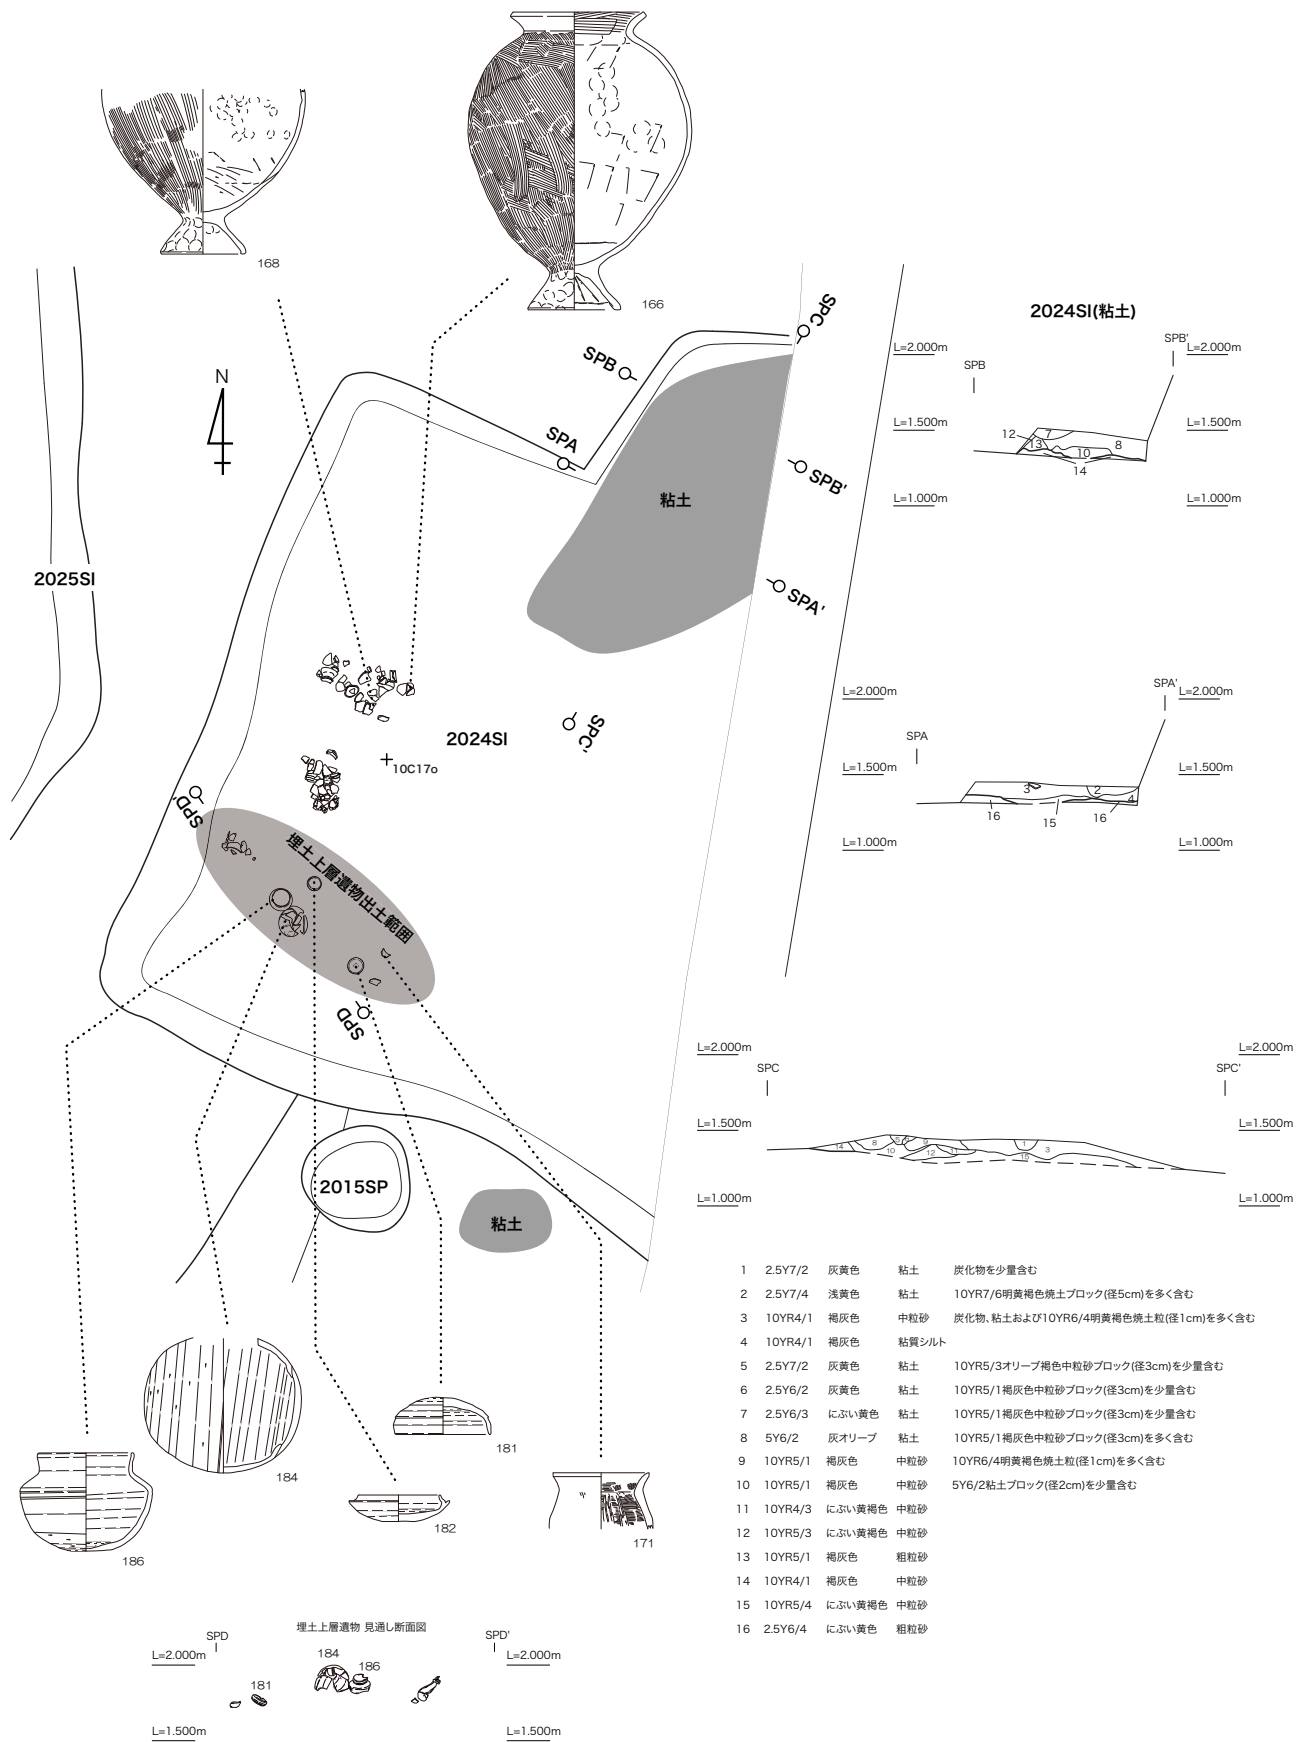 168
166
N
2025SI
SPC
SPB
SPA
粘土
SPB'
SPA'
SPC'
2024SI
10C17o
SPD'
埋土上層遺物出土範囲
SPD
2015SP
粘土
2024SI(粘土)
SPB'
L=2.000m
L=2.000m
SPB
L=1.500m
L=1.500m
12
7
13
10
8
14
L=1.000m
L=1.000m
SPA'
L=2.000m
L=2.000m
SPA
L=1.500m
L=1.500m
3
2
4
16
15
16
L=1.000m
L=1.000m
L=2.000m
L=2.000m
SPC
SPC'
L=1.500m
L=1.500m
14
8
5
9
1
10
12
11
3
15
L=1.000m
L=1.000m
1 2.5Y7/2 灰黄色 粘土 炭化物を少量含む
2 2.5Y7/4 浅黄色 粘土 10YR7/6明黄褐色焼土ブロック(径5cm)を多く含む
3 10YR4/1 褐灰色 中粒砂 炭化物、粘土および10YR6/4明黄褐色焼土粒(径1cm)を多く含む
4 10YR4/1 褐灰色 粘質シルト
5 2.5Y7/2 灰黄色 粘土 10YR5/3オリーブ褐色中粒砂ブロック(径3cm)を少量含む
6 2.5Y6/2 灰黄色 粘土 10YR5/1褐灰色中粒砂ブロック(径3cm)を少量含む
7 2.5Y6/3 にぶい黄色 粘土 10YR5/1褐灰色中粒砂ブロック(径3cm)を少量含む
8 5Y6/2 灰オリーブ 粘土 10YR5/1褐灰色中粒砂ブロック(径3cm)を多く含む
9 10YR5/1 褐灰色 中粒砂 10YR6/4明黄褐色焼土粒(径1cm)を多く含む
10 10YR5/1 褐灰色 中粒砂 5Y6/2粘土ブロック(径2cm)を少量含む
11 10YR4/3 にぶい黄褐色 中粒砂
12 10YR5/3 にぶい黄褐色 中粒砂
13 10YR5/1 褐灰色 粗粒砂
14 10YR4/1 褐灰色 中粒砂
15 10YR5/4 にぶい黄褐色 中粒砂
16 2.5Y6/4 にぶい黄色 粗粒砂
184
181
186
182
171
埋土上層遺物 見通し断面図
SPD
SPD'
L=2.000m
L=2.000m
184
186
181
L=1.500m
L=1.500m